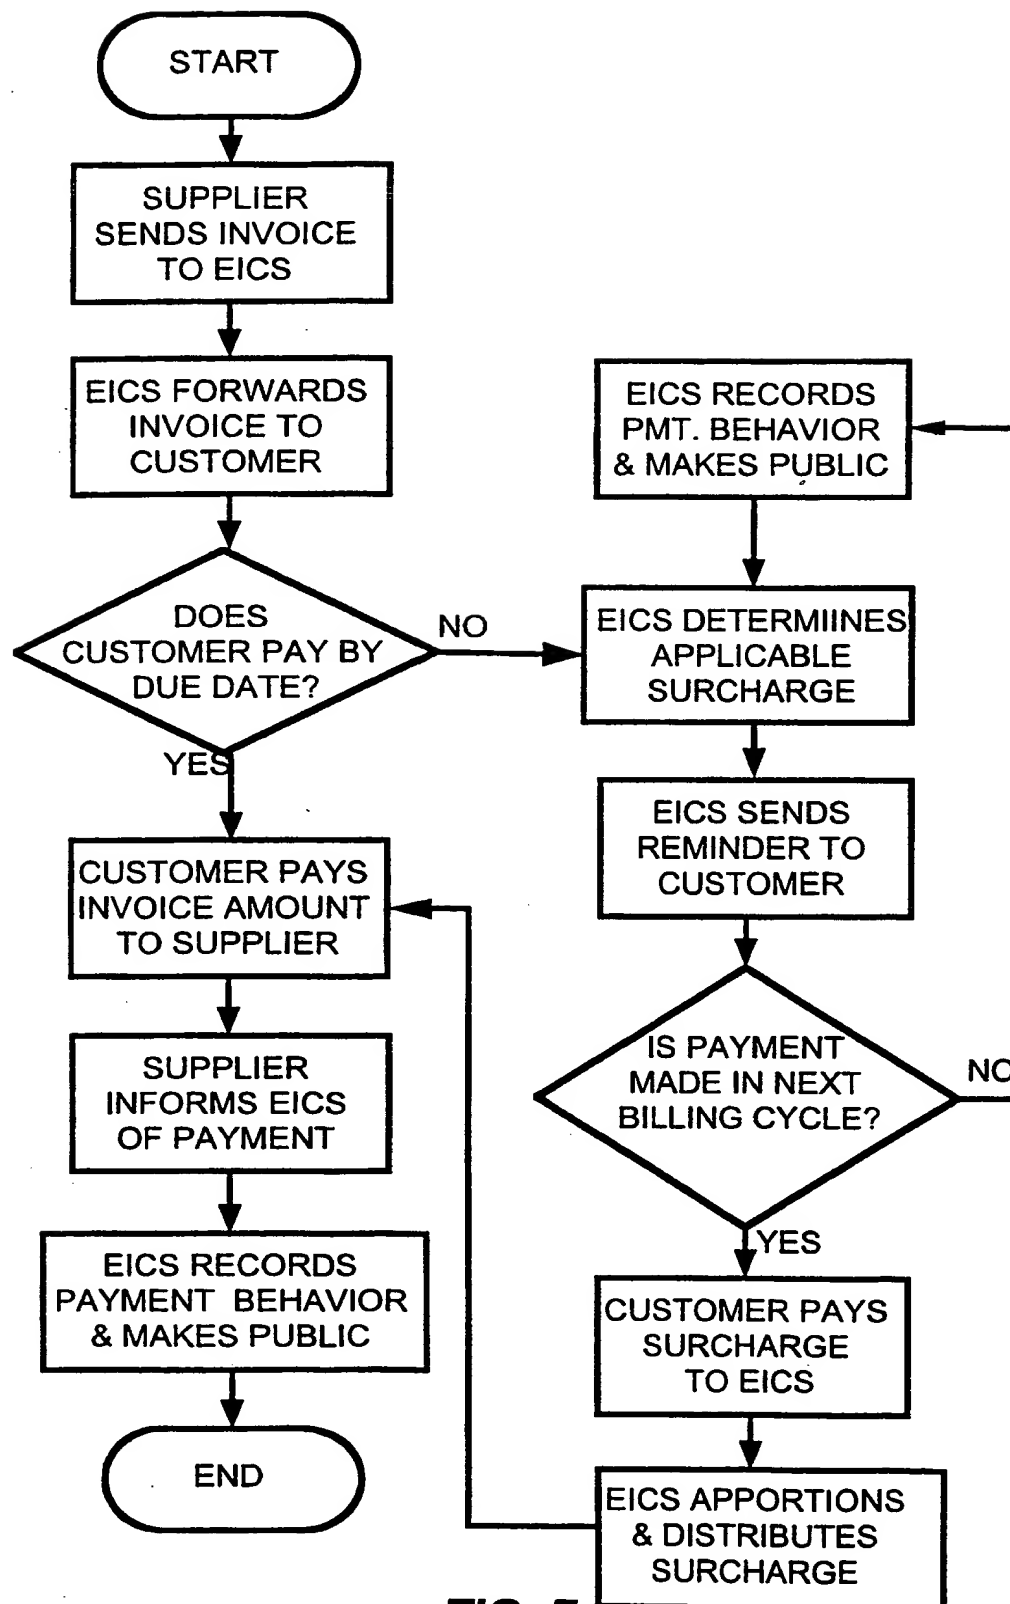 START
SUPPLIER
SENDS INVOICE
TO EICS
EICS FORWARDS
INVOICE TO
CUSTOMER
DOES
CUSTOMER PAY BY
DUE DATE?
NO
YES
CUSTOMER PAYS
INVOICE AMOUNT
TO SUPPLIER
SUPPLIER
INFORMS EICS
OF PAYMENT
EICS RECORDS
PAYMENT BEHAVIOR
& MAKES PUBLIC
END
EICS RECORDS
PMT. BEHAVIOR
& MAKES PUBLIC
EICS DETERMIINES
APPLICABLE
SURCHARGE
EICS SENDS
REMINDER TO
CUSTOMER
IS PAYMENT
MADE IN NEXT
BILLING CYCLE?
NO
YES
CUSTOMER PAYS
SURCHARGE
TO EICS
EICS APPORTIONS
& DISTRIBUTES
SURCHARGE